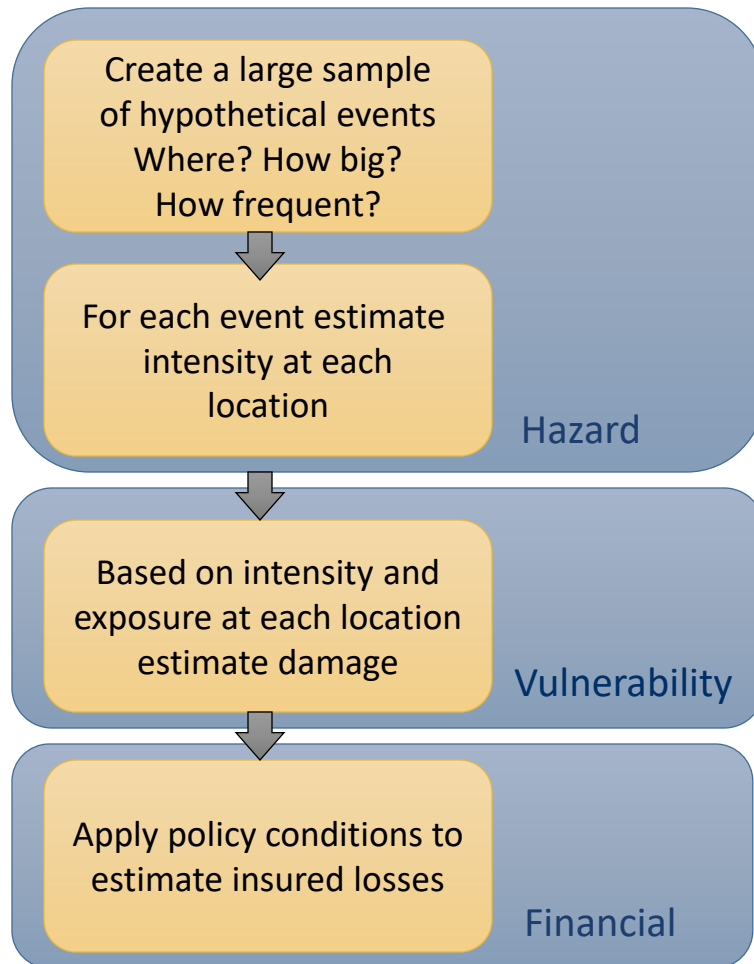 Create a large sample
of hypothetical events
Where? How big?
How frequent?
For each event estimate
intensity at each
location
Hazard
Based on intensity and
exposure at each location
estimate damage
Vulnerability
Apply policy conditions to
estimate insured losses
Financial